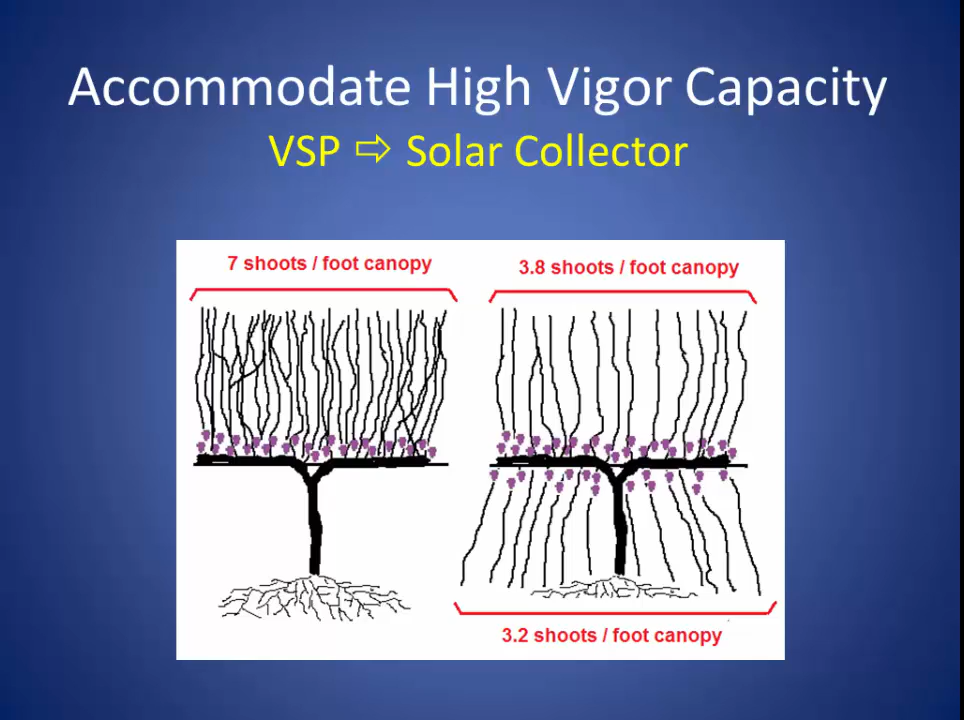 Accommodate High Vigor Capacity
VSP ⇨ Solar Collector
7 shoots / foot canopy
3.8 shoots / foot canopy
3.2 shoots / foot canopy